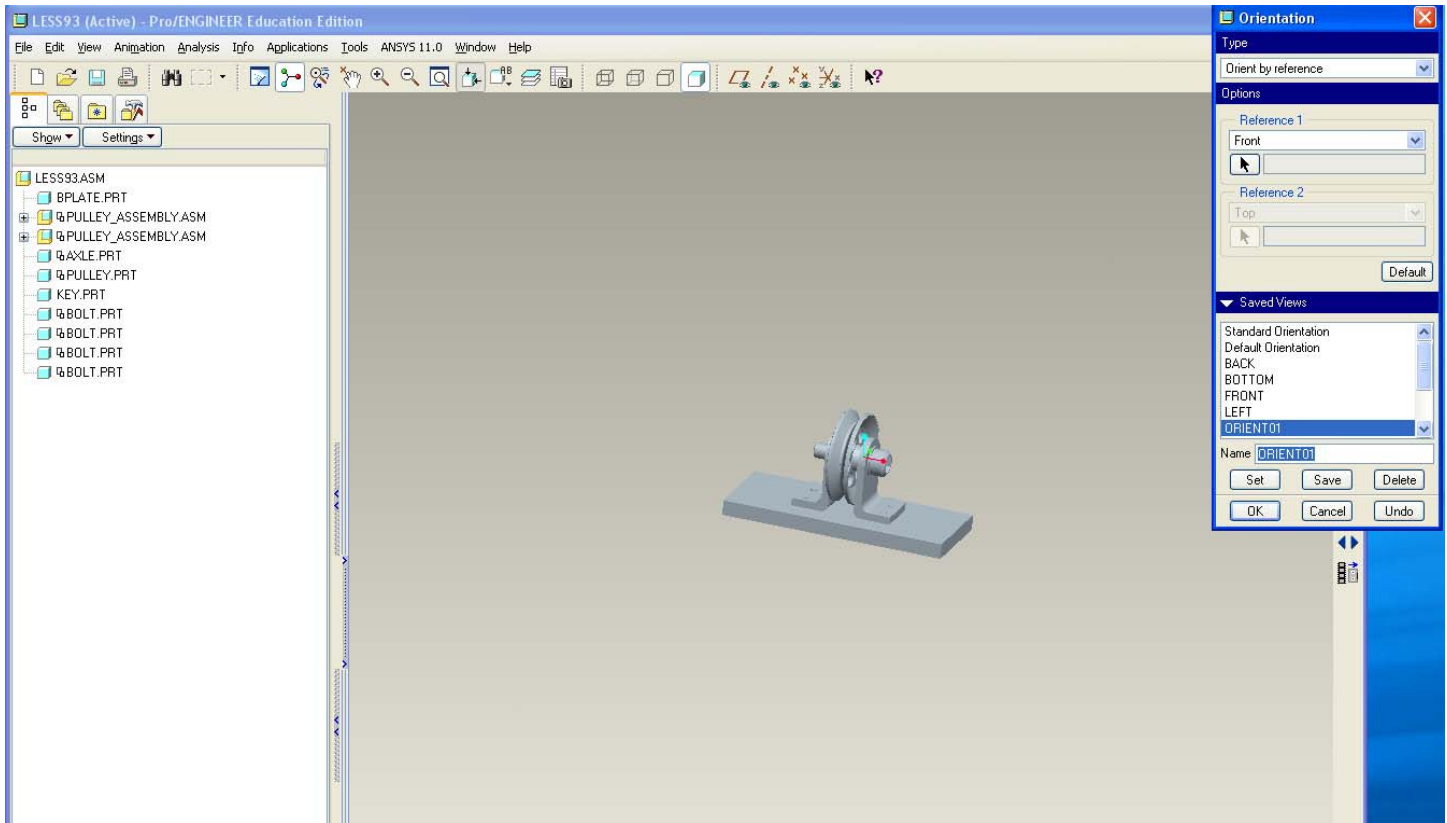 LESS93 (Active) - Pro/ENGINEER Education Edition
File Edit View Animation Analysis Info Applications Tools ANSYS 11.0 Window Help
Show Settings
LESS93.ASM
BPLATE.PRT
PULLEY_ASSEMBLY.ASM
PULLEY_ASSEMBLY.ASM
AXLE.PRT
PULLEY.PRT
KEY.PRT
BOLT.PRT
BOLT.PRT
BOLT.PRT
BOLT.PRT
Orientation
Type
Orient by reference
Options
Reference 1
Front
Reference 2
Top
Default
Saved Views
Standard Orientation
Default Orientation
BACK
BOTTOM
FRONT
LEFT
ORIENT01
Name ORIENT01
Set Save Delete
OK Cancel Undo